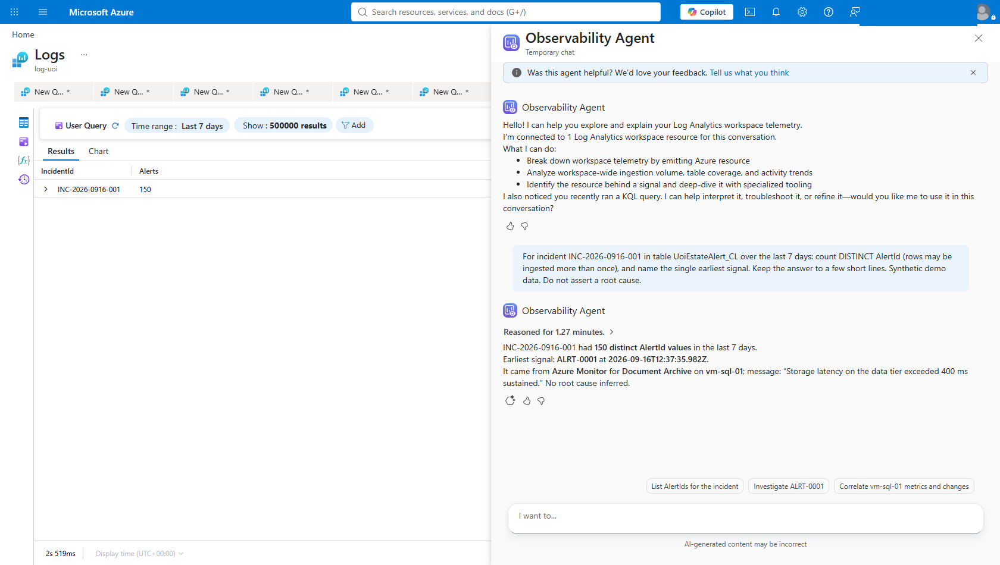 Microsoft Azure
Search resources, services, and docs (G+/)
Copilot
Home
Logs
...
log-uoi
New Q... *
New Q... *
New Q... *
New Q... *
New Q... *
New Q... *
User Query
Time range : Last 7 days
Show : 500000 results
Add
Results
Chart
{fx}
IncidentId
Alerts
INC-2026-0916-001
150
2s 519ms
Display time (UTC+00:00)
Observability Agent
Temporary chat
Was this agent helpful? We'd love your feedback. Tell us what you think
Observability Agent
Hello! I can help you explore and explain your Log Analytics workspace telemetry.
I'm connected to 1 Log Analytics workspace resource for this conversation.
What I can do:
• Break down workspace telemetry by emitting Azure resource
• Analyze workspace-wide ingestion volume, table coverage, and activity trends
• Identify the resource behind a signal and deep-dive it with specialized tooling
I also noticed you recently ran a KQL query. I can help interpret it, troubleshoot it, or refine it—would you like me to use it in this
conversation?
For incident INC-2026-0916-001 in table UoiEstateAlert_CL over the last 7 days: count DISTINCT AlertId (rows may be
ingested more than once), and name the single earliest signal. Keep the answer to a few short lines. Synthetic demo
data. Do not assert a root cause.
Observability Agent
Reasoned for 1.27 minutes.
INC-2026-0916-001 had 150 distinct AlertId values in the last 7 days.
Earliest signal: ALRT-0001 at 2026-09-16T12:37:35.982Z.
It came from Azure Monitor for Document Archive on vm-sql-01; message: “Storage latency on the data tier exceeded 400 ms
sustained.” No root cause inferred.
List AlertIds for the incident
Investigate ALRT-0001
Correlate vm-sql-01 metrics and changes
I want to...
AI-generated content may be incorrect